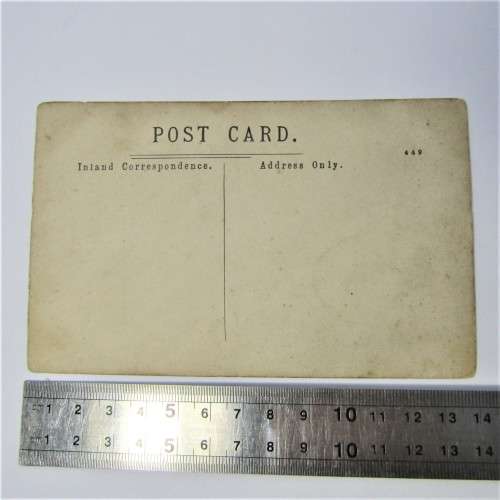 POST CARD.
449
Inland Correspondence.
Address Only.
1 2 3 4 5 6 7 8 9 10 11 12 13 14
1 2 3 4 5 6 7 8 9 10 11 12 13 14